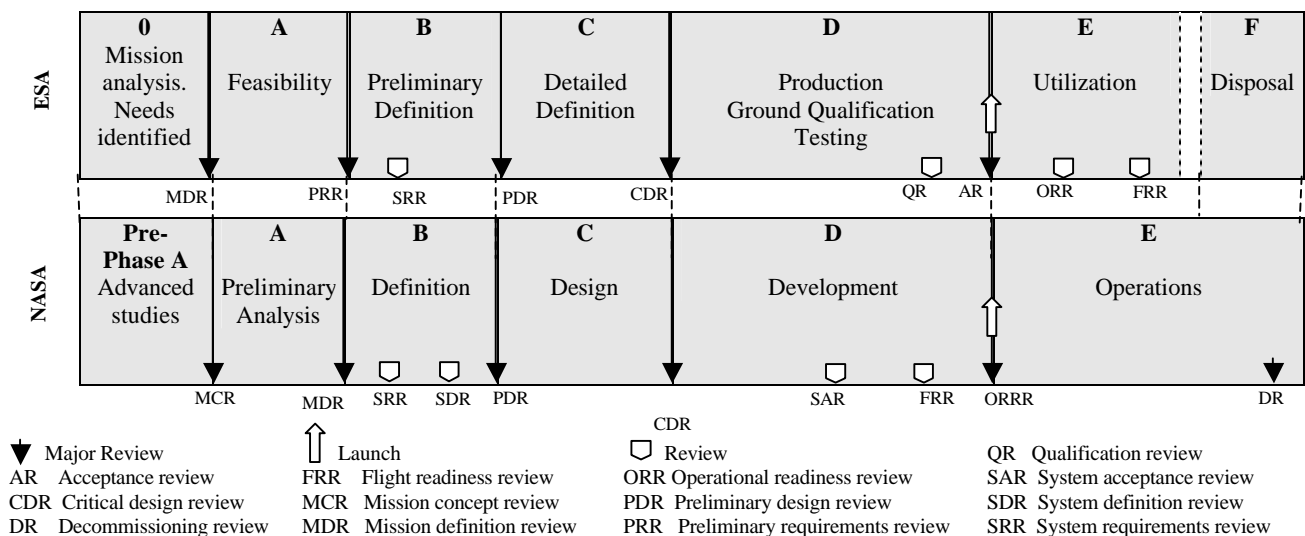 ESA
0 A B C D E F
Mission
analysis.
Needs
identified
Feasibility
Preliminary
Definition
Detailed
Definition
Production
Ground Qualification
Testing
Utilization
Disposal
MDR PRR SRR PDR CDR QR AR ORR FRR
NASA
Pre-
Phase A
Advanced
studies
A
Preliminary
Analysis
B
Definition
C
Design
D
Development
E
Operations
MCR MDR SRR SDR PDR CDR SAR FRR ORRR DR
Major Review Launch Review QR Qualification review
AR Acceptance review FRR Flight readiness review ORR Operational readiness review SAR System acceptance review
CDR Critical design review MCR Mission concept review PDR Preliminary design review SDR System definition review
DR Decommissioning review MDR Mission definition review PRR Preliminary requirements review SRR System requirements review